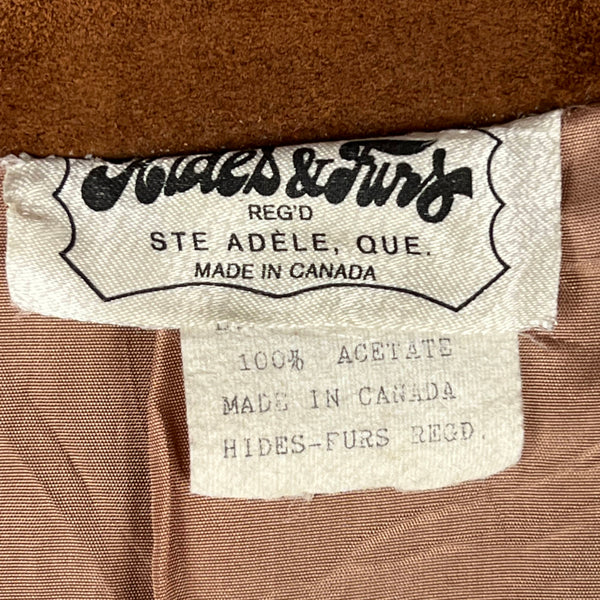 Hides & Furs
REG'D
STE ADÈLE, QUE.
MADE IN CANADA
100% ACETATE
MADE IN CANADA
HIDES-FURS REGD.